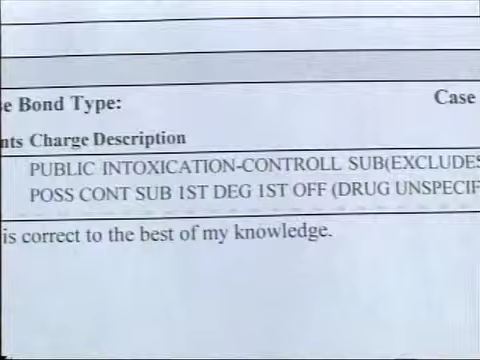 e Bond Type: Case
nts Charge Description
PUBLIC INTOXICATION-CONTROLL SUB(EXCLUDES
POSS CONT SUB 1ST DEG 1ST OFF (DRUG UNSPECIF
is correct to the best of my knowledge.